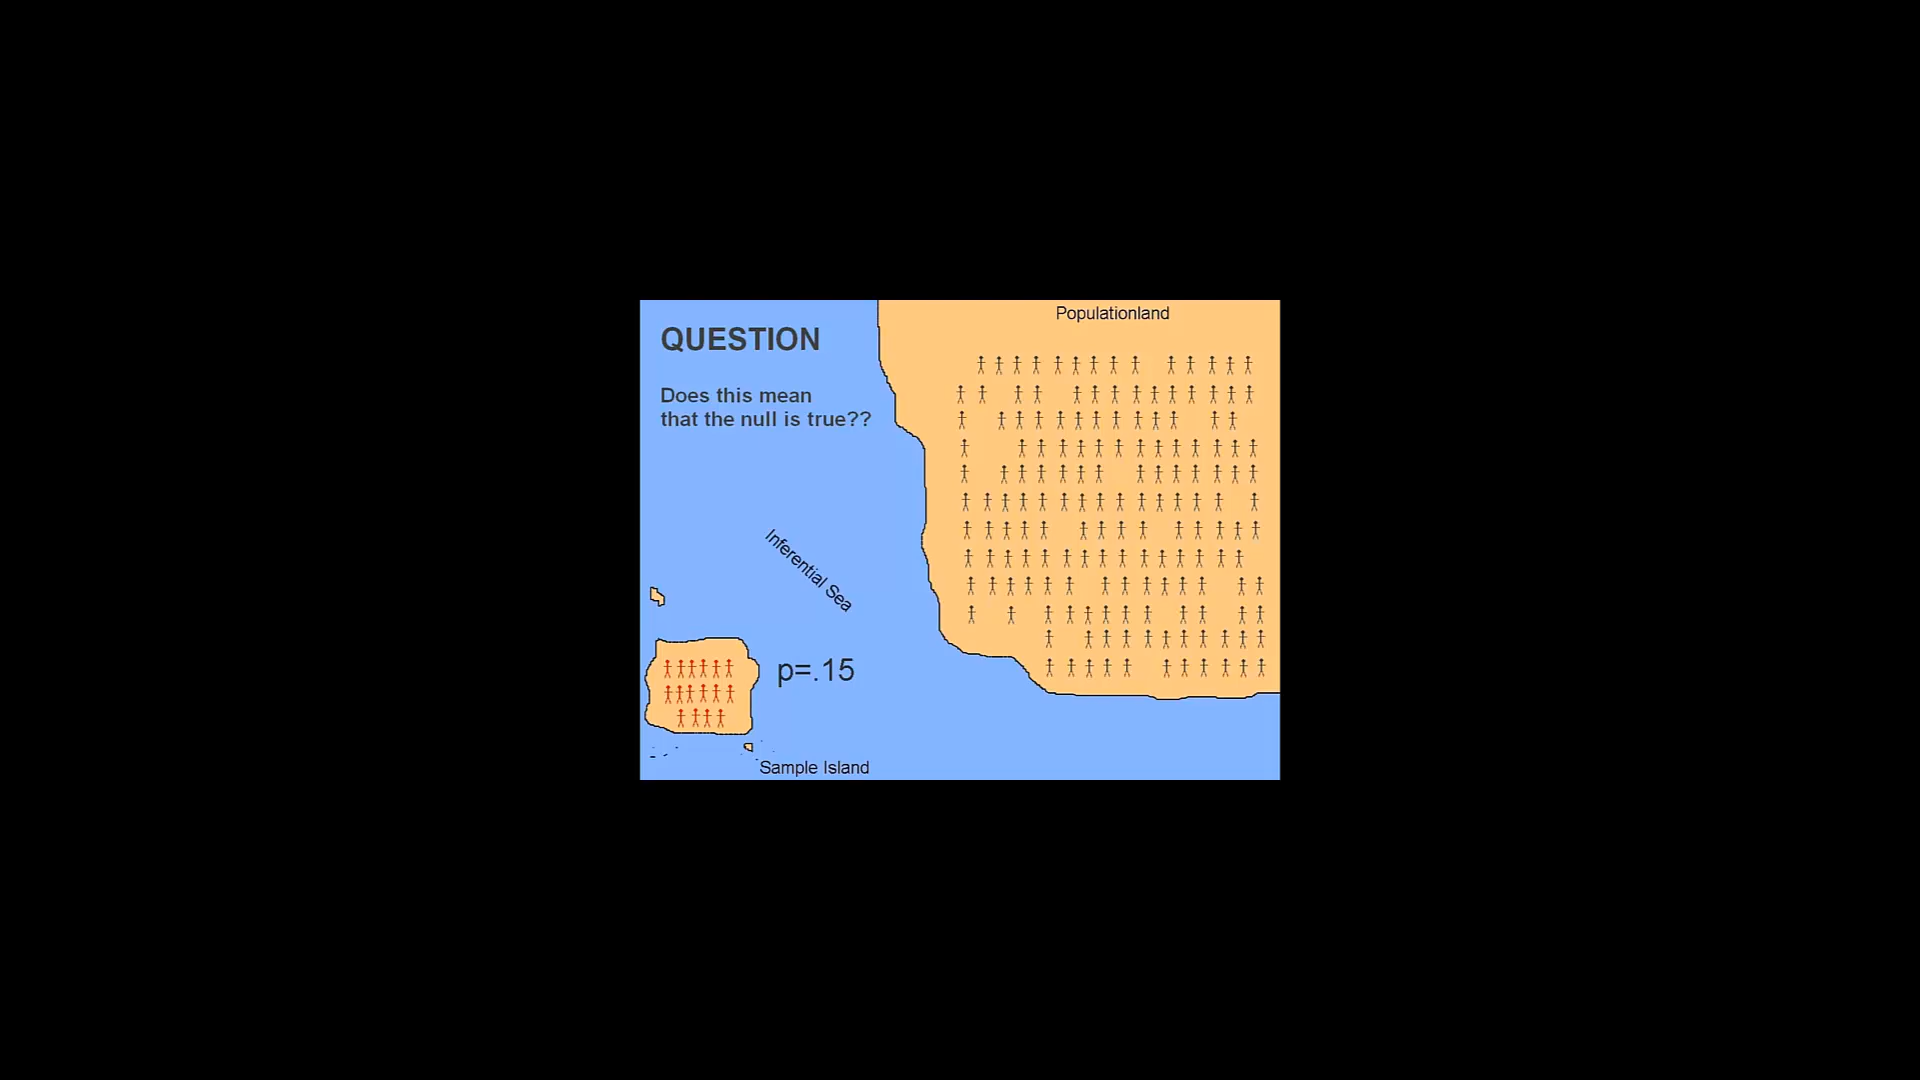 Populationland
QUESTION
Does this mean
that the null is true??
Inferential Sea
p=.15
Sample Island